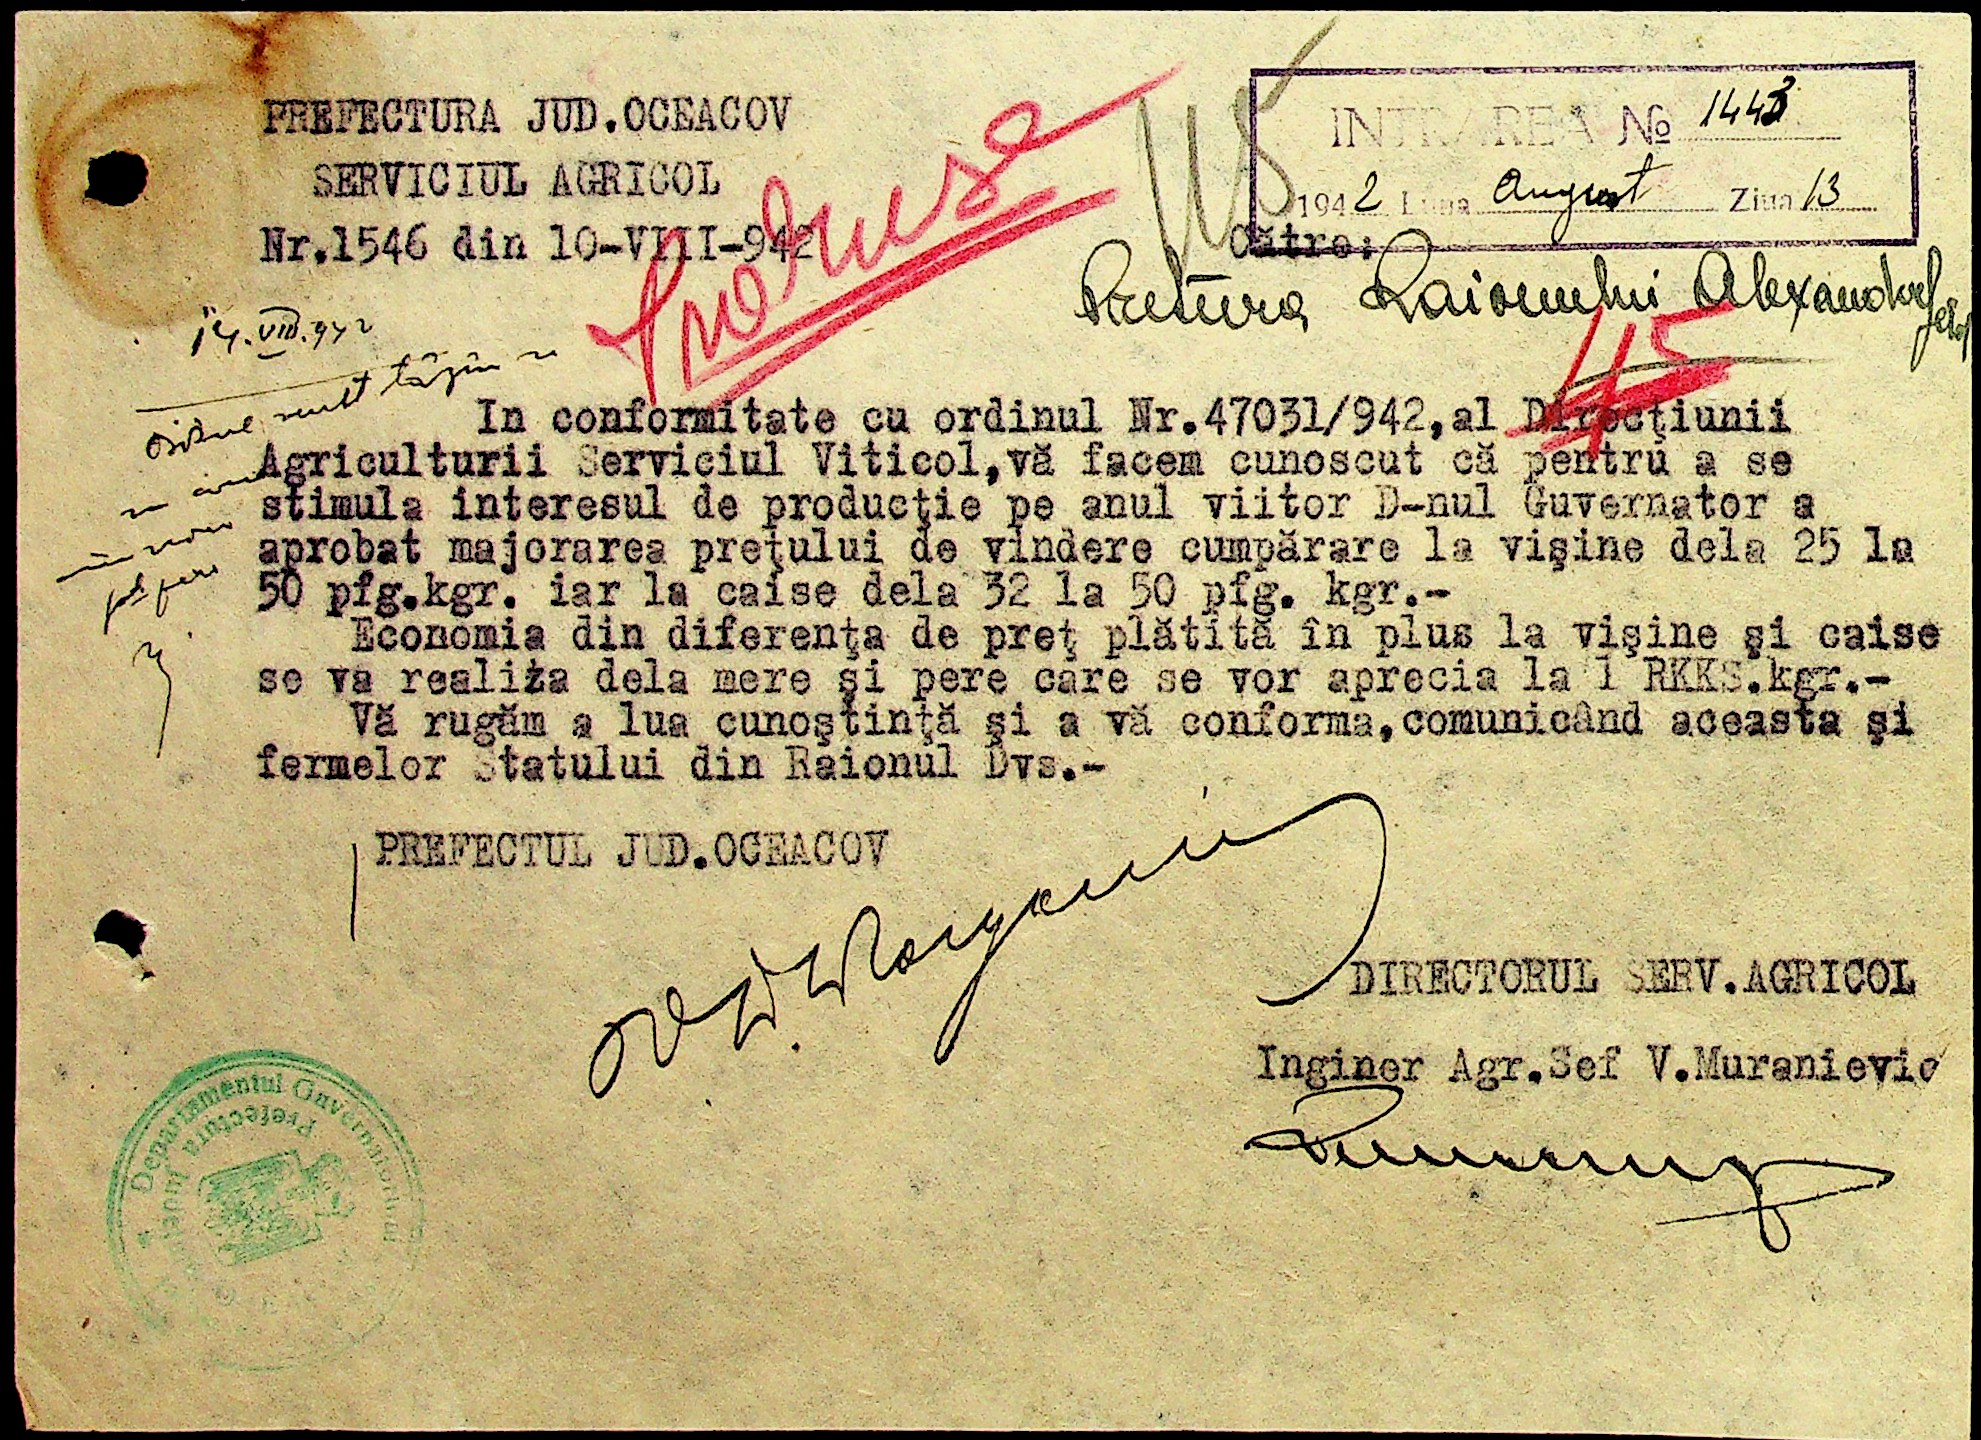 PREFECTURA JUD.OCEACOV
SERVICIUL AGRICOL
Nr.1546 din 10-VIII-942
Produse
INTRAREA № 1443
1942 Luna August Ziua 13
Către:
Pretura Raionului
45
14.VIII.942
In conformitate cu ordinul Nr.47031/942,al Direcţiunii
Agriculturii Serviciul Viticol,vă facem cunoscut că pentru a se
stimula interesul de producţie pe anul viitor D-nul Guvernator a
aprobat majorarea preţului de vindere cumpărare la vişine dela 25 la
50 pfg.kgr. iar la caise dela 32 la 50 pfg. kgr.-
Economia din diferenţa de preţ plătită în plus la vişine şi caise
se va realiza dela mere şi pere care se vor aprecia la 1 RKKS.kgr.-
Vă rugăm a lua cunoştinţă şi a vă conforma,comunicând aceasta şi
fermelor Statului din Raionul Dvs.-
PREFECTUL JUD.OCEACOV
DIRECTORUL SERV.AGRICOL
Inginer Agr.Sef V.Muranievic
Departamentul Guvernamontul
Prefectura Judeţului